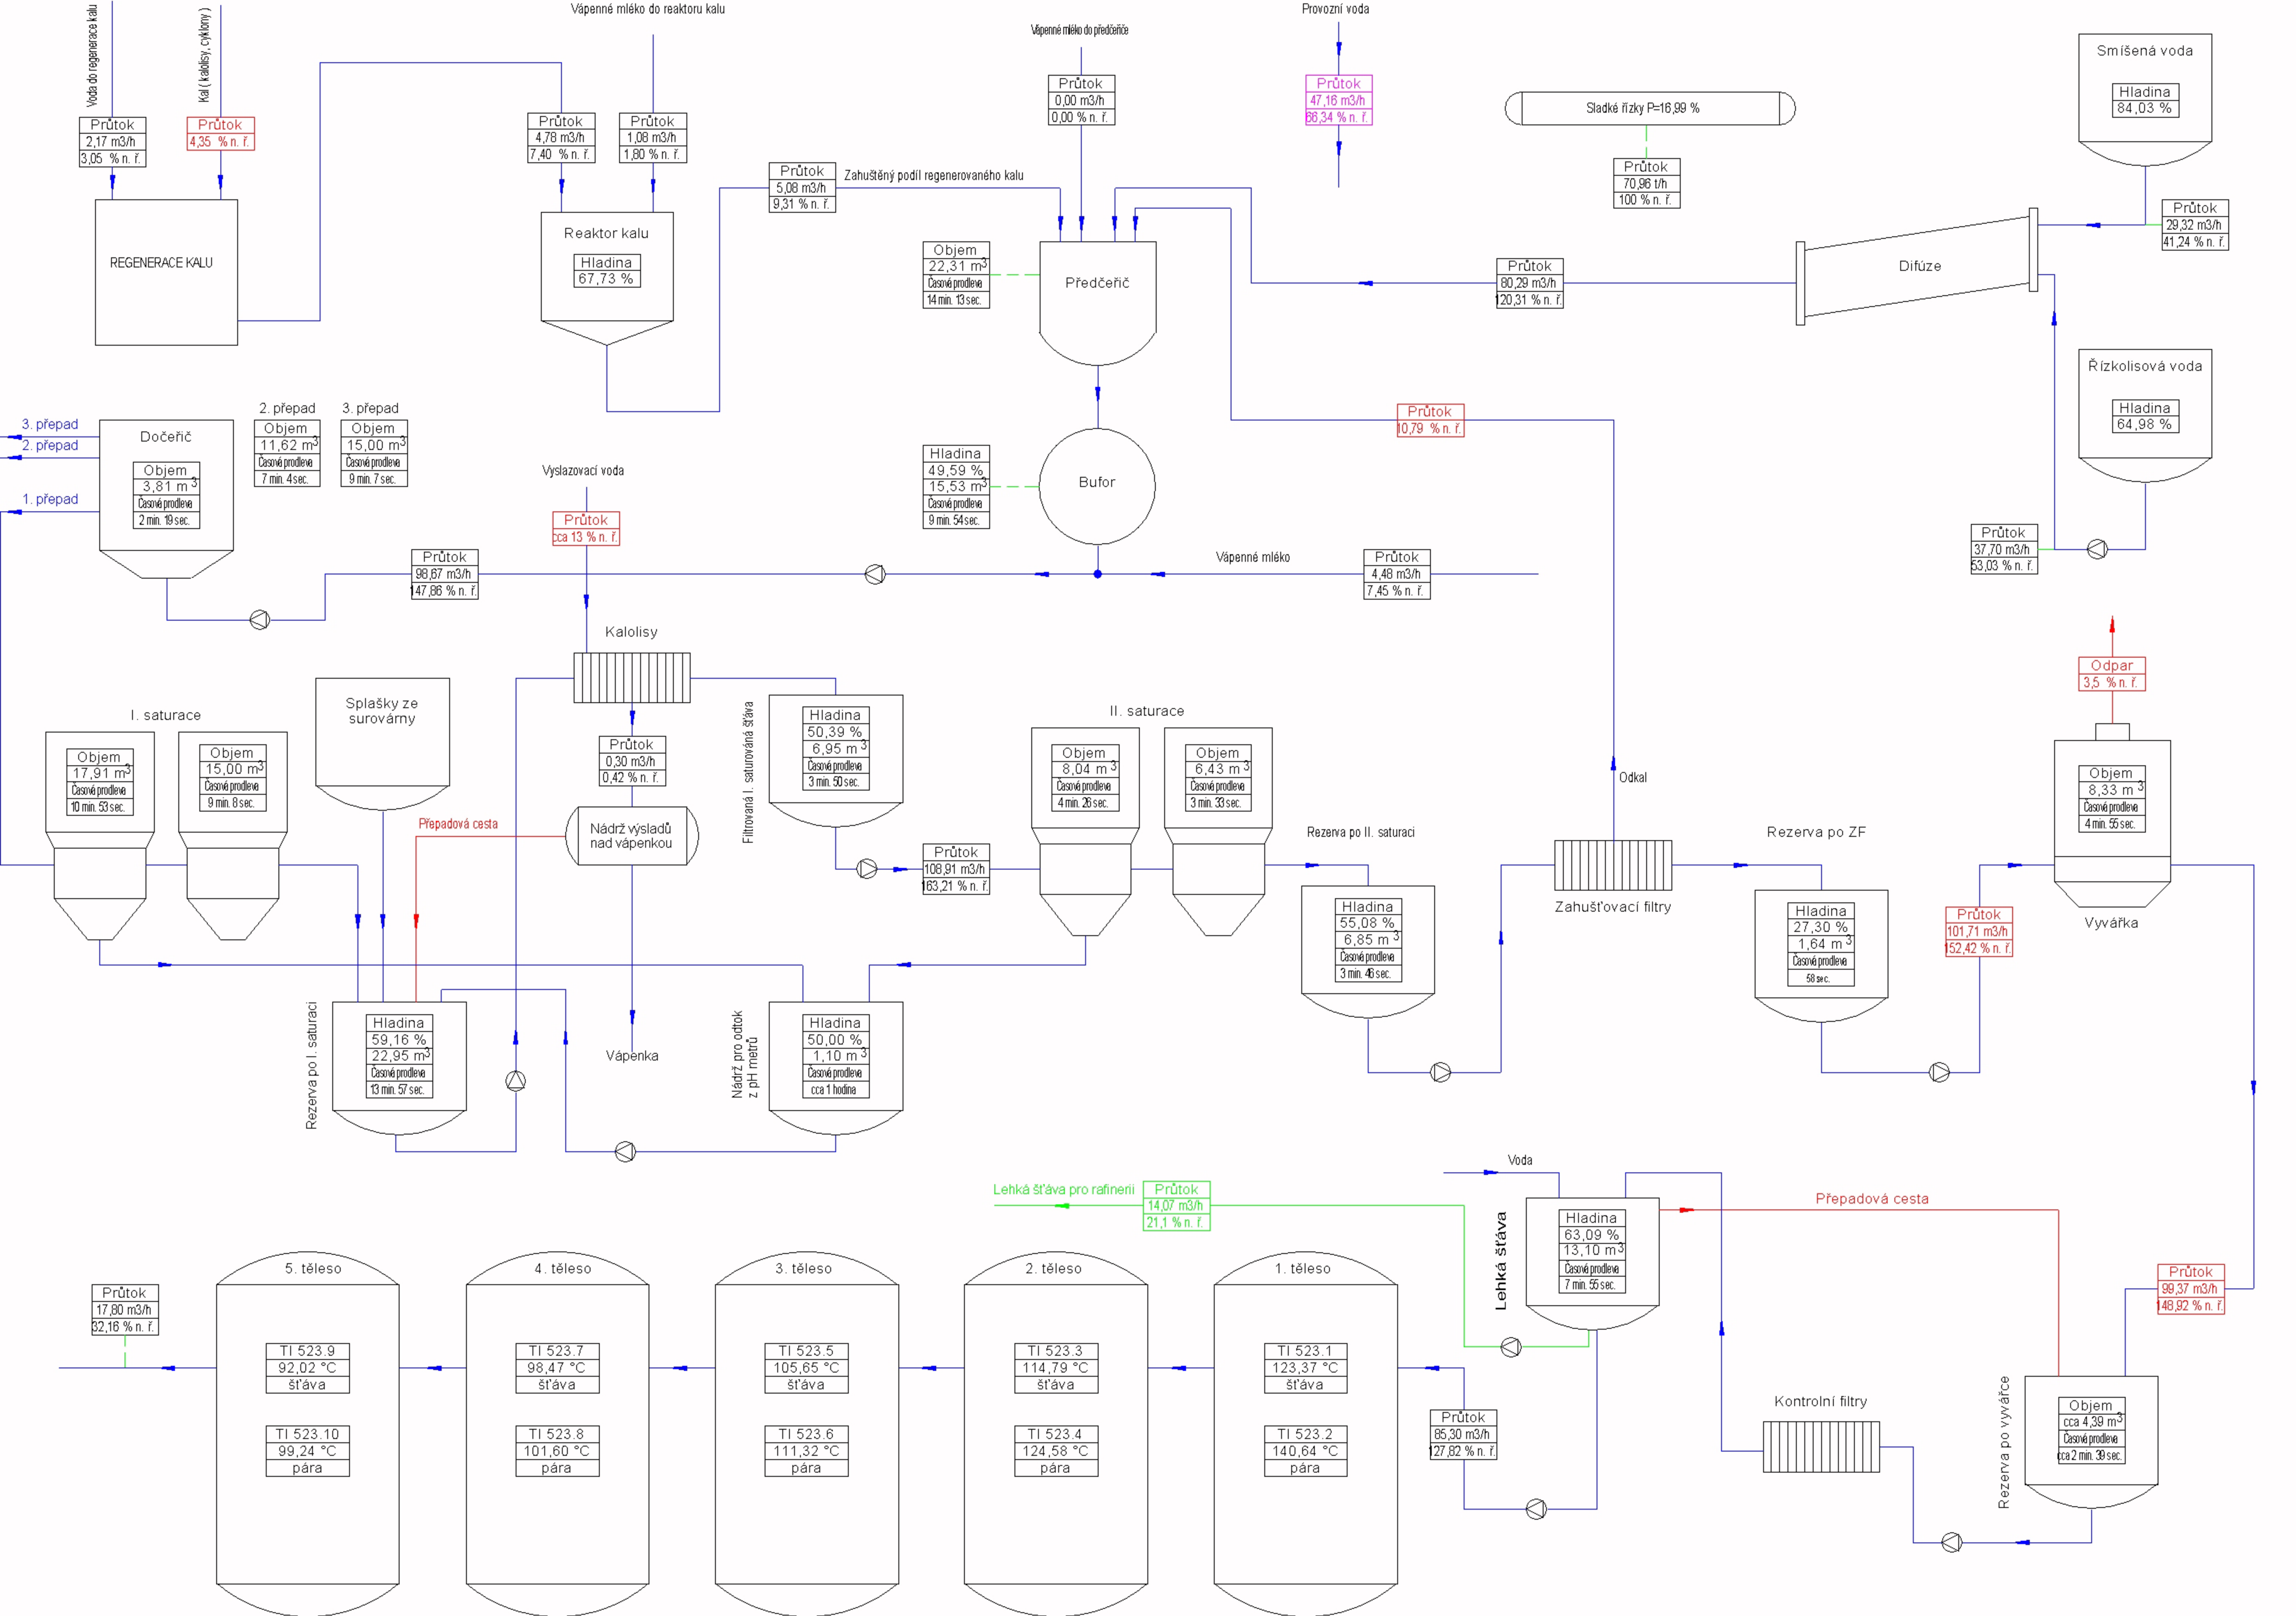 Voda do regenerace kalu
Kal ( kalolisy, cyklony )
Vápenné mléko do reaktoru kalu
Vápenné mléko do předčeřiče
Provozní voda
Průtok
2,17 m3/h
3,05 % n. ř.
Průtok
4,35 % n. ř.
REGENERACE KALU
Průtok
4,78 m3/h
7,40 % n. ř.
Průtok
1,08 m3/h
1,80 % n. ř.
Reaktor kalu
Hladina
67,73 %
Průtok
5,08 m3/h
9,31 % n. ř.
Zahuštěný podíl regenerovaného kalu
Průtok
0,00 m3/h
0,00 % n. ř.
Průtok
47,16 m3/h
66,34 % n. ř.
Sladké řízky P=16,99 %
Průtok
70,96 t/h
100 % n. ř.
Smíšená voda
Hladina
84,03 %
Průtok
29,32 m3/h
41,24 % n. ř.
Objem
22,31 m3
Časová prodleva
14 min. 13 sec.
Předčeřič
Průtok
80,29 m3/h
120,31 % n. ř.
Difúze
Řízkolisová voda
Hladina
64,98 %
Průtok
37,70 m3/h
53,03 % n. ř.
3. přepad
2. přepad
1. přepad
Dočeřič
Objem
3,81 m3
Časová prodleva
2 min. 19 sec.
2. přepad
Objem
11,62 m3
Časová prodleva
7 min. 4 sec.
3. přepad
Objem
15,00 m3
Časová prodleva
9 min. 7 sec.
Vyslazovací voda
Průtok
cca 13 % n. ř.
Hladina
49,59 %
15,53 m3
Časová prodleva
9 min. 54 sec.
Bufor
Průtok
10,79 % n. ř.
Průtok
98,67 m3/h
147,86 % n. ř.
Vápenné mléko
Průtok
4,48 m3/h
7,45 % n. ř.
Kalolisy
Odpar
3,5 % n. ř.
I. saturace
Objem
17,91 m3
Časová prodleva
10 min. 53 sec.
Objem
15,00 m3
Časová prodleva
9 min. 8 sec.
Splašky ze
surovárny
Průtok
0,30 m3/h
0,42 % n. ř.
Přepadová cesta
Nádrž výsladů
nad vápenkou
Filtrovaná I. saturovaná šťáva
Hladina
50,39 %
6,95 m3
Časová prodleva
3 min. 50 sec.
Průtok
108,91 m3/h
163,21 % n. ř.
II. saturace
Objem
8,04 m3
Časová prodleva
4 min. 26 sec.
Objem
6,43 m3
Časová prodleva
3 min. 33 sec.
Rezerva po II. saturaci
Hladina
55,08 %
6,85 m3
Časová prodleva
3 min. 46 sec.
Odkal
Zahušťovací filtry
Rezerva po ZF
Hladina
27,30 %
1,64 m3
Časová prodleva
58 sec.
Průtok
101,71 m3/h
152,42 % n. ř.
Objem
8,33 m3
Časová prodleva
4 min. 55 sec.
Vyvářka
Rezerva po I. saturaci
Hladina
59,16 %
22,95 m3
Časová prodleva
13 min. 57 sec.
Vápenka
Nádrž pro odtok
z pH metrů
Hladina
50,00 %
1,10 m3
Časová prodleva
cca 1 hodina
Voda
Lehká šťáva pro rafinerii
Průtok
14,07 m3/h
21,1 % n. ř.
Lehká šťáva
Hladina
63,09 %
13,10 m3
Časová prodleva
7 min. 55 sec.
Přepadová cesta
Průtok
99,37 m3/h
148,92 % n. ř.
Průtok
17,80 m3/h
32,16 % n. ř.
5. těleso
TI 523.9
92,02 °C
šťáva
TI 523.10
99,24 °C
pára
4. těleso
TI 523.7
98,47 °C
šťáva
TI 523.8
101,60 °C
pára
3. těleso
TI 523.5
105,65 °C
šťáva
TI 523.6
111,32 °C
pára
2. těleso
TI 523.3
114,79 °C
šťáva
TI 523.4
124,58 °C
pára
1. těleso
TI 523.1
123,37 °C
šťáva
TI 523.2
140,64 °C
pára
Průtok
85,30 m3/h
127,82 % n. ř.
Kontrolní filtry
Rezerva po vyvářce
Objem
cca 4,39 m3
Časová prodleva
cca 2 min. 39 sec.